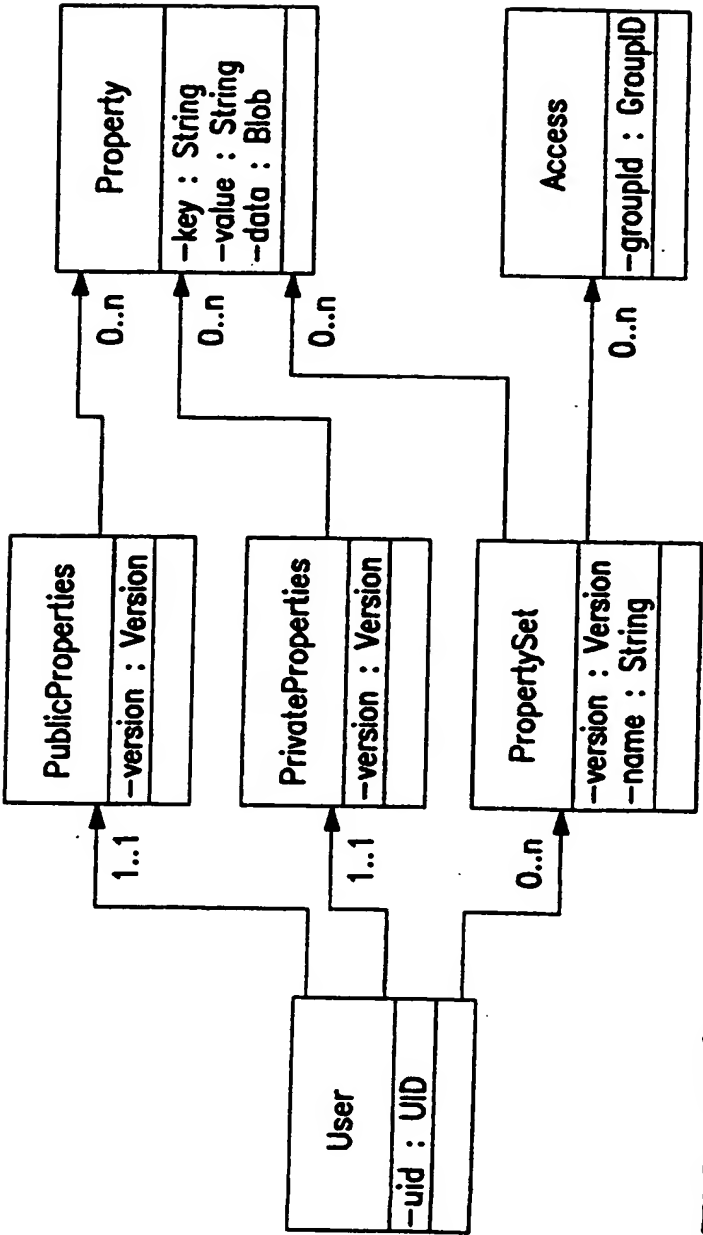 User
-uid : UID
1..1
1..1
0..n
PublicProperties
-version : Version
PrivateProperties
-version : Version
PropertySet
-version : Version
-name : String
0..n
0..n
0..n
0..n
Property
-key : String
-value : String
-data : Blob
Access
-groupId : GroupID